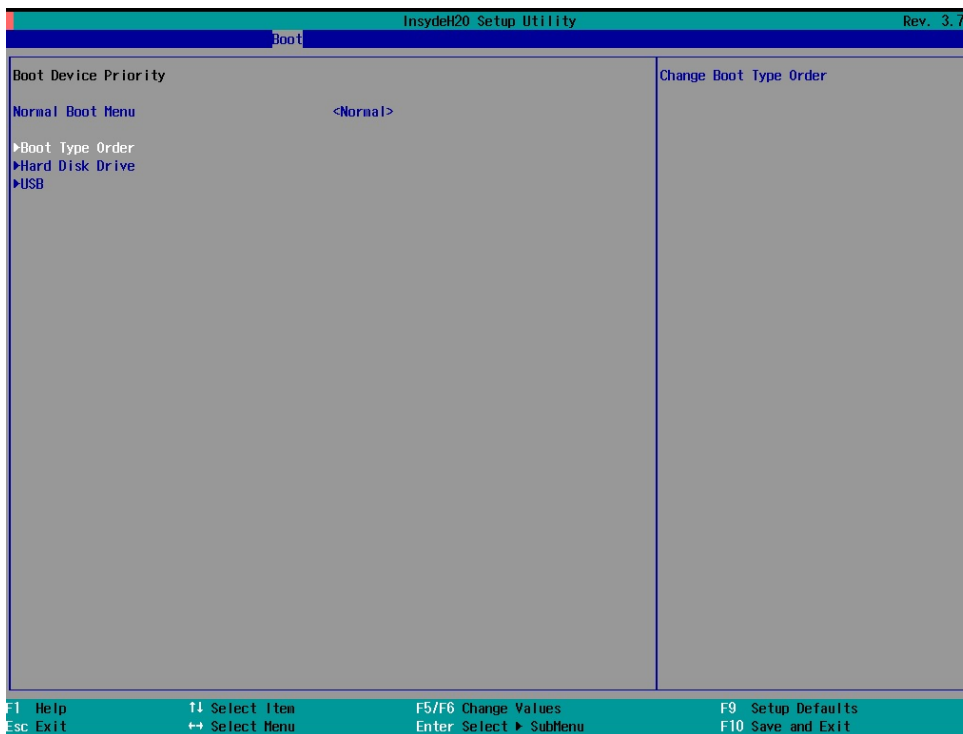 InsydeH20 Setup Utility Rev. 3.7
Boot
Boot Device Priority
Change Boot Type Order
Normal Boot Menu <Normal>
▶Boot Type Order
▶Hard Disk Drive
▶USB
F1 Help ↑↓ Select Item F5/F6 Change Values F9 Setup Defaults
Esc Exit ↔ Select Menu Enter Select ▶ SubMenu F10 Save and Exit